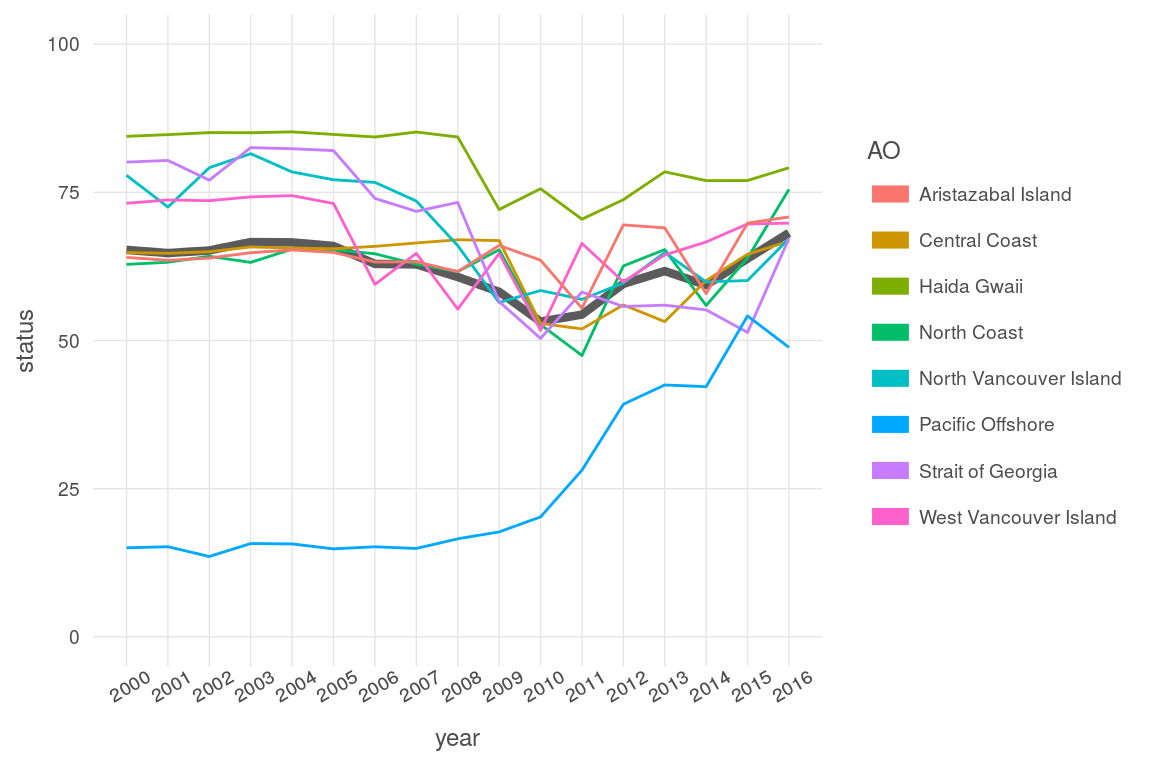 100
75
50
25
0
status
2000
2001
2002
2003
2004
2005
2006
2007
2008
2009
2010
2011
2012
2013
2014
2015
2016
year
AO
Aristazabal Island
Central Coast
Haida Gwaii
North Coast
North Vancouver Island
Pacific Offshore
Strait of Georgia
West Vancouver Island